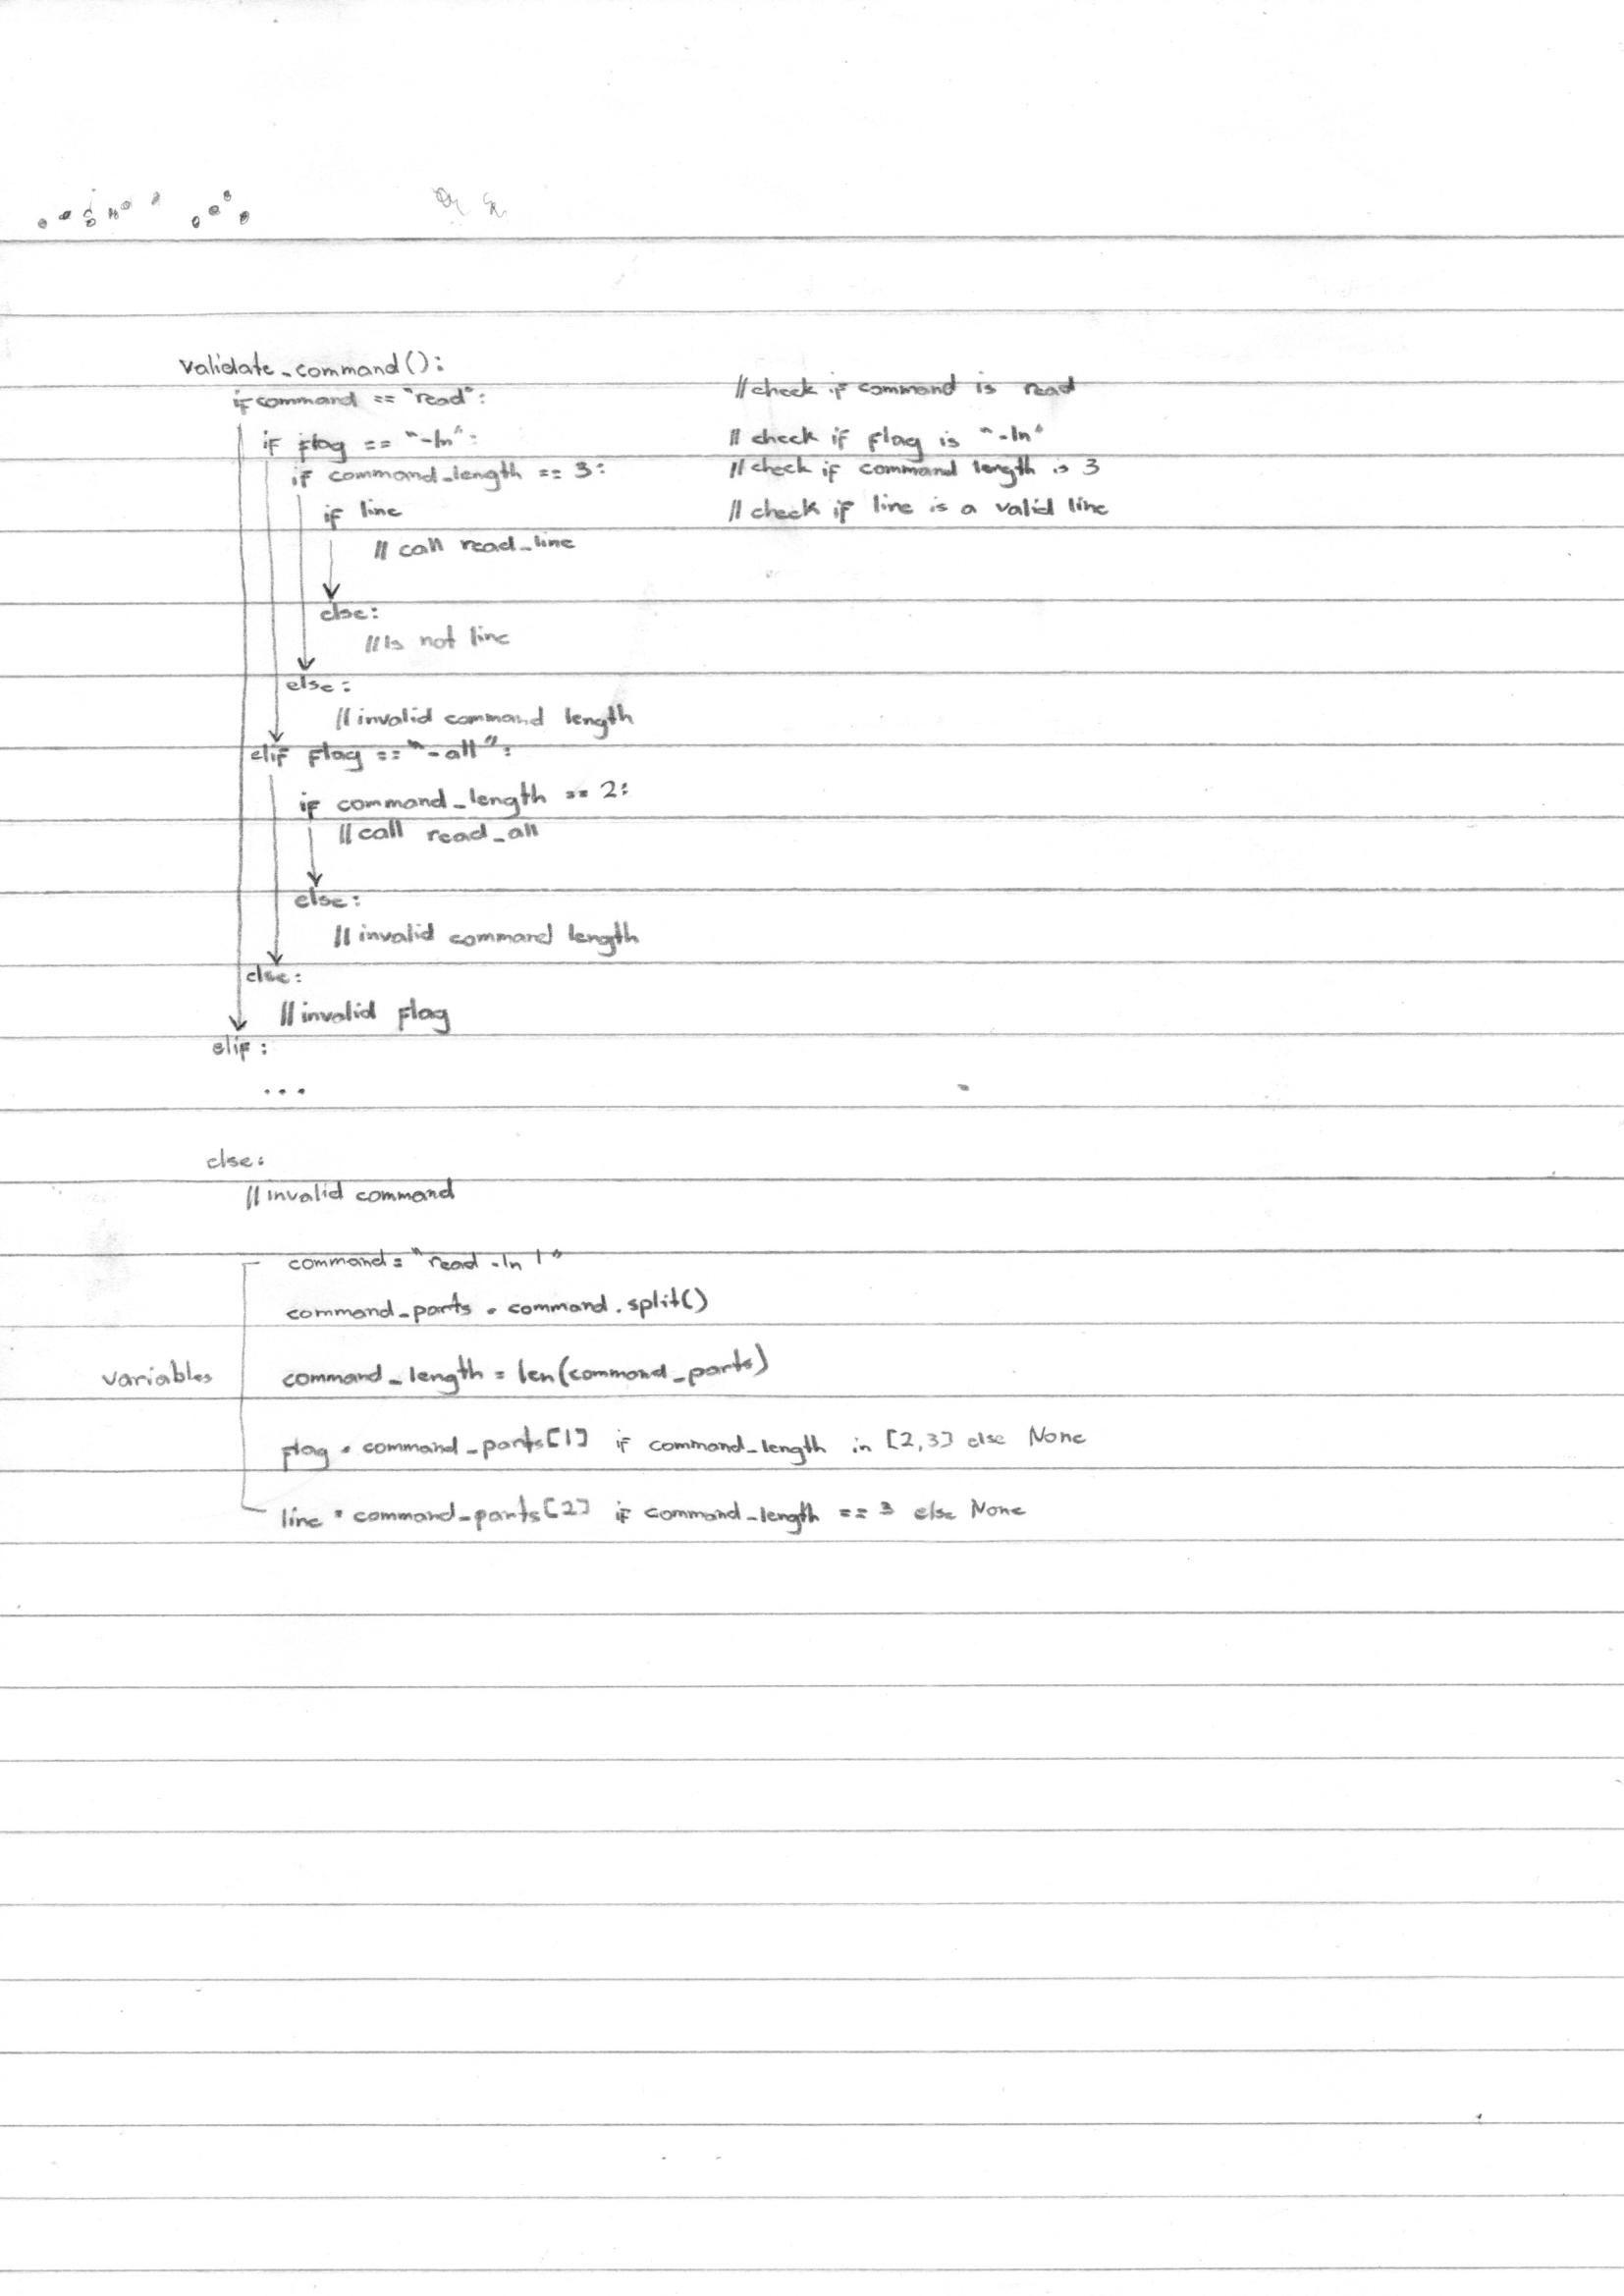 validate_command():
if command == "read": //check if command is read
if flag == "-ln": // check if flag is "-ln"
if command_length == 3: // check if command length is 3
if line // check if line is a valid line
// call read_line
else:
// Is not line
else:
// invalid command length
elif flag == "-all":
if command_length == 2:
// call read_all
else:
// invalid command length
else:
// invalid flag
elif :
...
else:
// invalid command
command = "read -ln 1"
command_parts = command.split()
variables command_length = len(command_parts)
flag = command_parts[1] if command_length in [2,3] else None
line = command_parts[2] if command_length == 3 else None